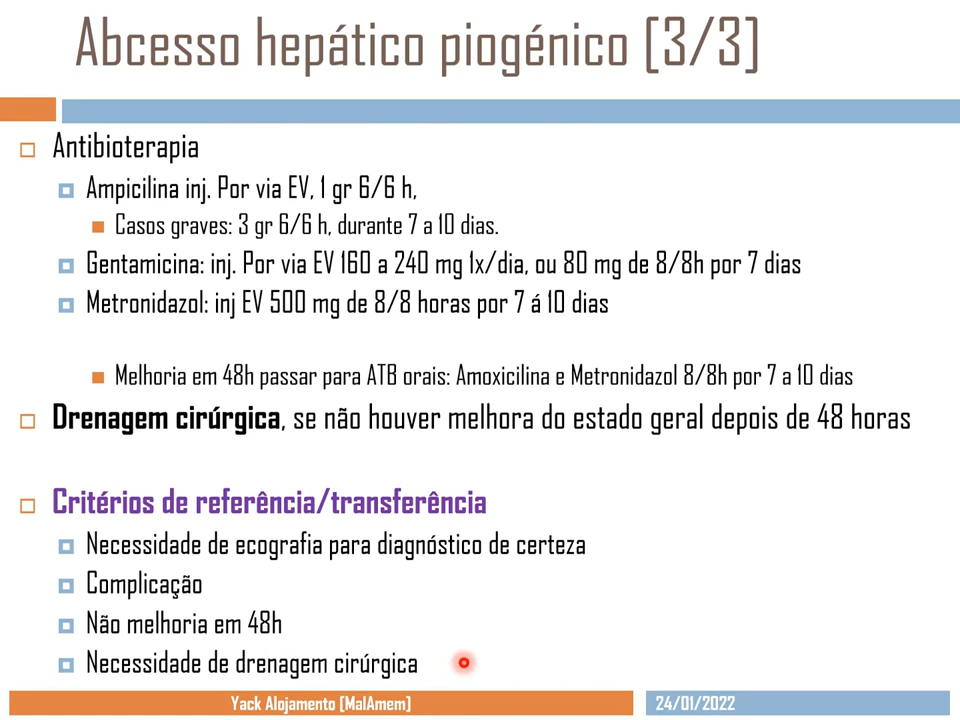 Abcesso hepático piogénico [3/3]
Antibioterapia
Ampicilina inj. Por via EV, 1 gr 6/6 h,
Casos graves: 3 gr 6/6 h, durante 7 a 10 dias.
Gentamicina: inj. Por via EV 160 a 240 mg 1x/dia, ou 80 mg de 8/8h por 7 dias
Metronidazol: inj EV 500 mg de 8/8 horas por 7 á 10 dias
Melhoria em 48h passar para ATB orais: Amoxicilina e Metronidazol 8/8h por 7 a 10 dias
Drenagem cirúrgica, se não houver melhora do estado geral depois de 48 horas
Critérios de referência/transferência
Necessidade de ecografia para diagnóstico de certeza
Complicação
Não melhoria em 48h
Necessidade de drenagem cirúrgica
Yack Alojamento [MalAmem]
24/01/2022